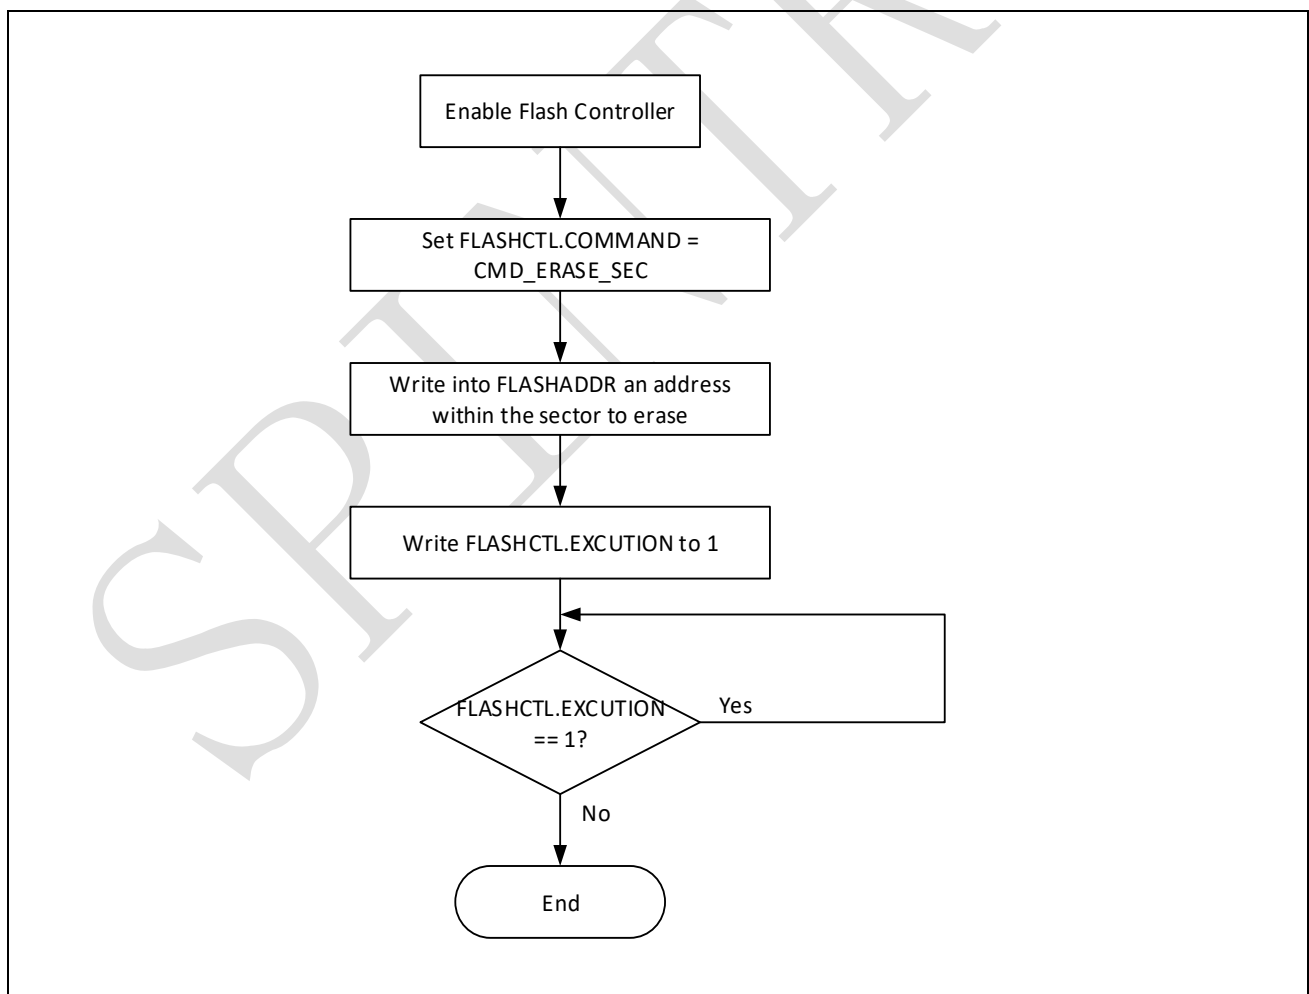 SPINTR
Enable Flash Controller
Set FLASHCTL.COMMAND =
CMD_ERASE_SEC
Write into FLASHADDR an address
within the sector to erase
Write FLASHCTL.EXCUTION to 1
FLASHCTL.EXCUTION
== 1?
Yes
No
End